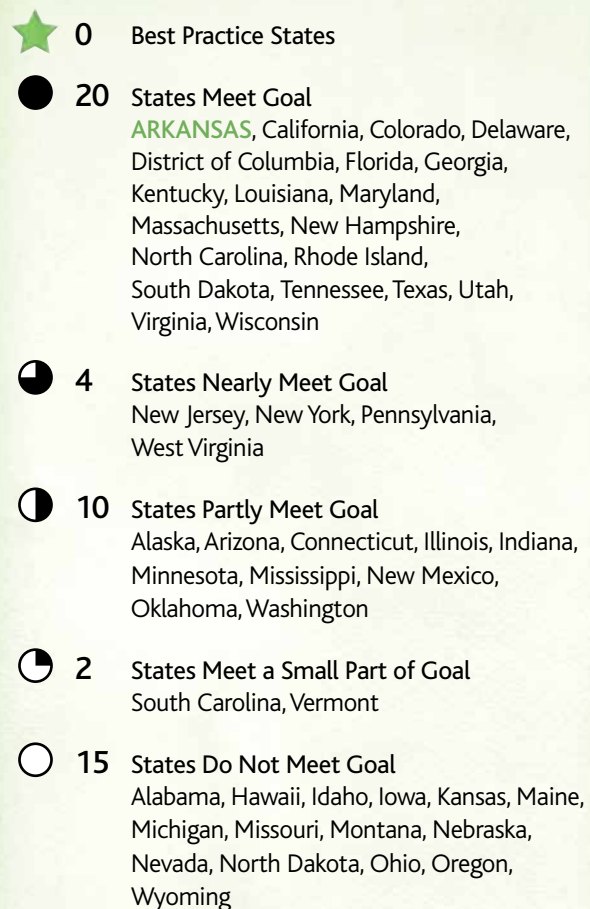 0 Best Practice States
20 States Meet Goal
ARKANSAS, California, Colorado, Delaware,
District of Columbia, Florida, Georgia,
Kentucky, Louisiana, Maryland,
Massachusetts, New Hampshire,
North Carolina, Rhode Island,
South Dakota, Tennessee, Texas, Utah,
Virginia, Wisconsin
4 States Nearly Meet Goal
New Jersey, New York, Pennsylvania,
West Virginia
10 States Partly Meet Goal
Alaska, Arizona, Connecticut, Illinois, Indiana,
Minnesota, Mississippi, New Mexico,
Oklahoma, Washington
2 States Meet a Small Part of Goal
South Carolina, Vermont
15 States Do Not Meet Goal
Alabama, Hawaii, Idaho, Iowa, Kansas, Maine,
Michigan, Missouri, Montana, Nebraska,
Nevada, North Dakota, Ohio, Oregon,
Wyoming